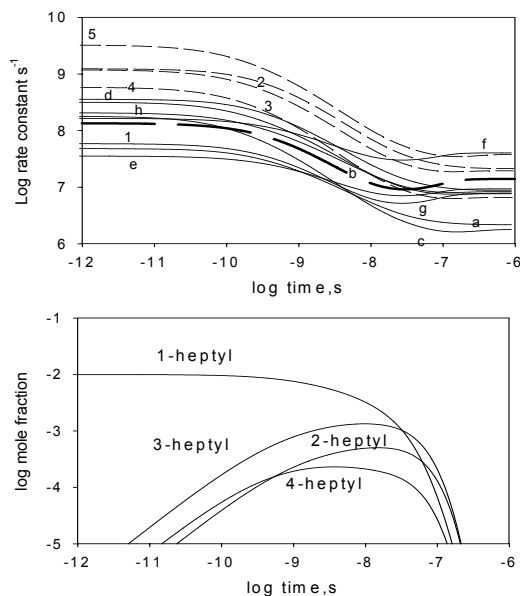 10
9
8
7
6
Log rate constant s⁻¹
5
4
d
h
1
e
2
3
b
f
g
a
c
-12 -11 -10 -9 -8 -7 -6
log time,s
-1
-2
-3
-4
-5
log mole fraction
1-heptyl
3-heptyl
2-heptyl
4-heptyl
-12 -11 -10 -9 -8 -7 -6
log time,s